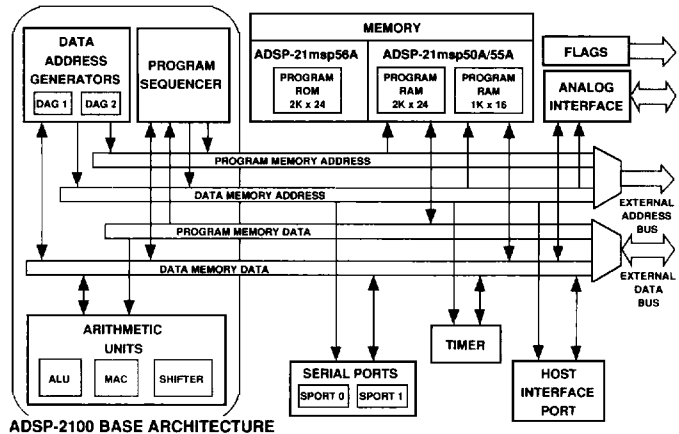 DATA
ADDRESS
GENERATORS
DAG 1
DAG 2
PROGRAM
SEQUENCER
MEMORY
ADSP-21msp56A
ADSP-21msp50A/55A
PROGRAM
ROM
2K x 24
PROGRAM
RAM
2K x 24
PROGRAM
RAM
1K x 16
FLAGS
ANALOG
INTERFACE
PROGRAM MEMORY ADDRESS
DATA MEMORY ADDRESS
EXTERNAL
ADDRESS
BUS
PROGRAM MEMORY DATA
DATA MEMORY DATA
EXTERNAL
DATA
BUS
ARITHMETIC
UNITS
ALU
MAC
SHIFTER
SERIAL PORTS
SPORT 0
SPORT 1
TIMER
HOST
INTERFACE
PORT
ADSP-2100 BASE ARCHITECTURE